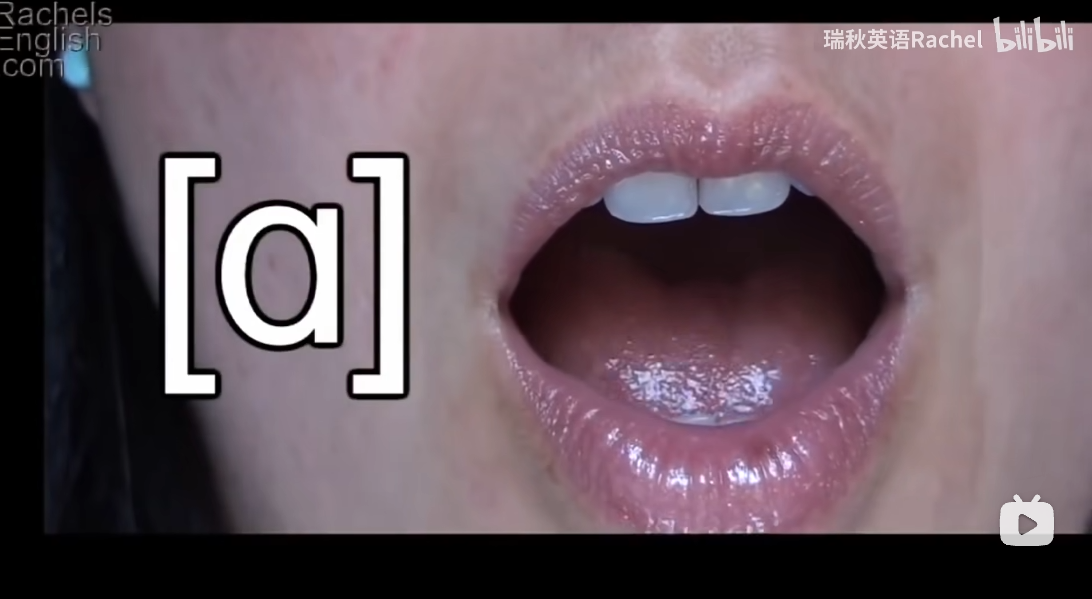 Rachels
English
com
瑞秋英语Rachel bilibili
[ɑ]